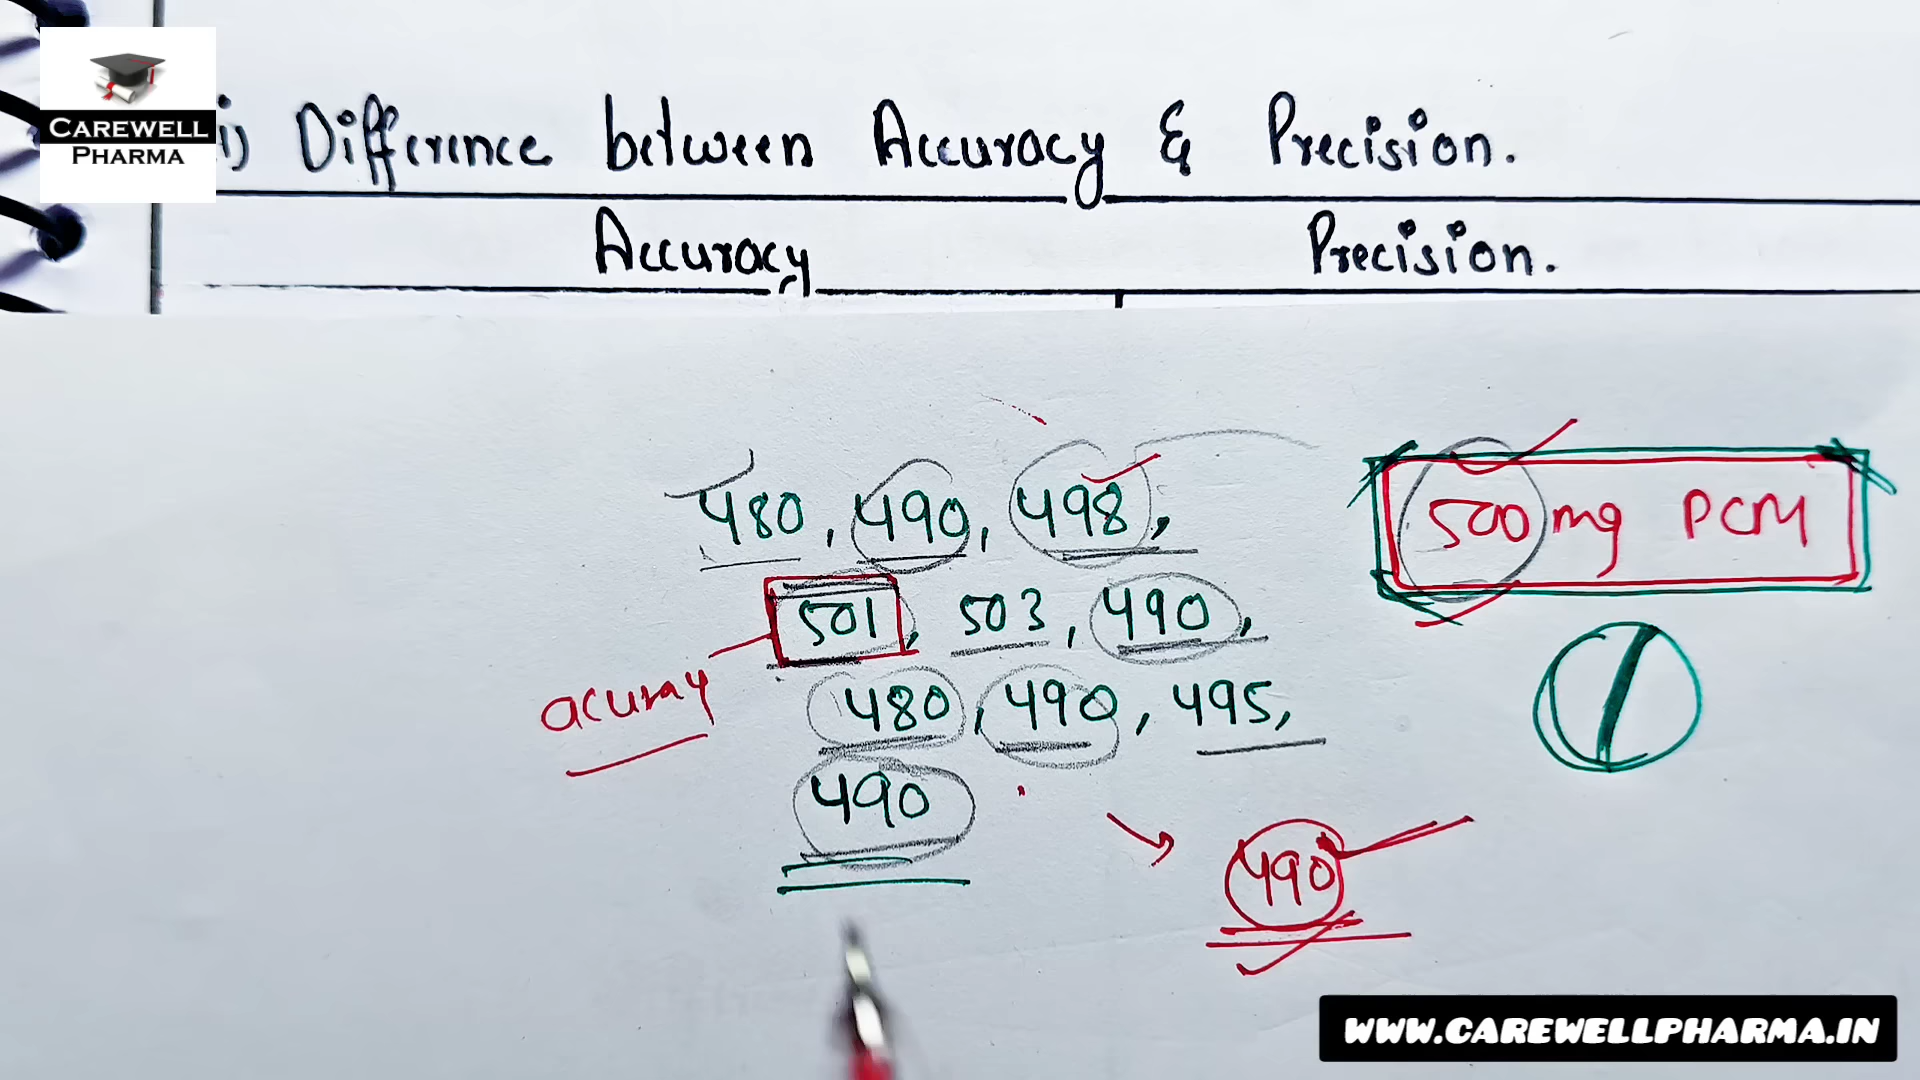 CAREWELL
PHARMA
i) Difference between Accuracy & Precision.
Accuracy Precision.
480, 490, 498,
500 mg PCM
501, 503, 490,
acuray
480, 490, 495,
490
490
WWW.CAREWELLPHARMA.IN